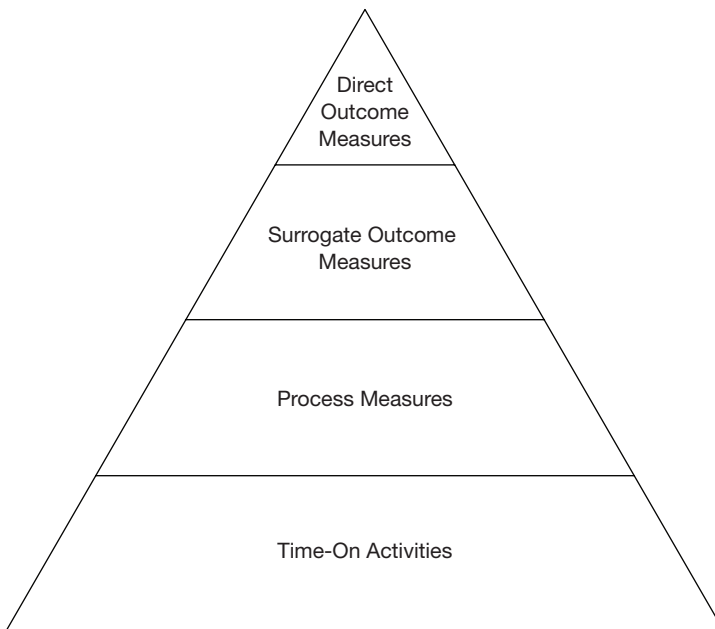 Direct
Outcome
Measures
Surrogate Outcome
Measures
Process Measures
Time-On Activities